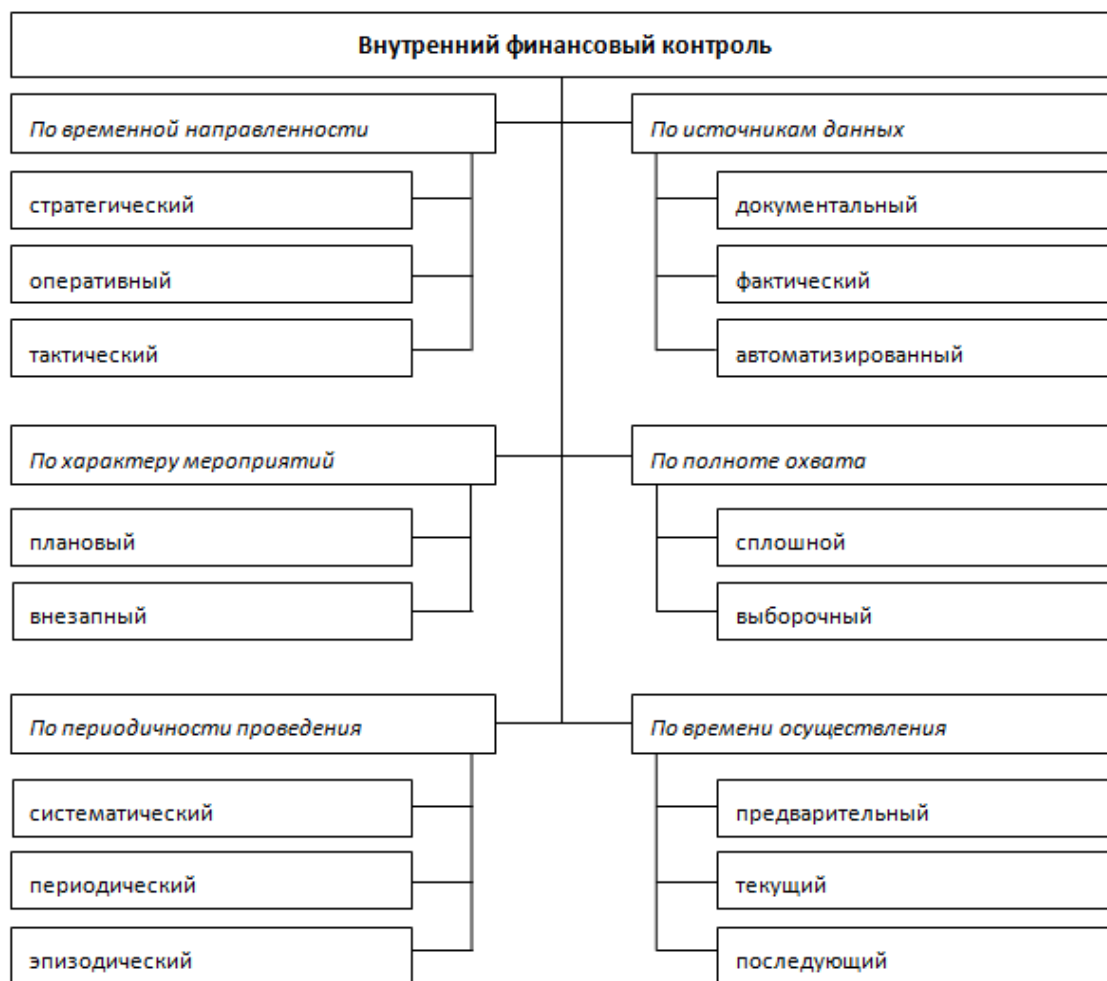 Внутренний финансовый контроль
По временной направленности
стратегический
оперативный
тактический
По источникам данных
документальный
фактический
автоматизированный
По характеру мероприятий
плановый
внезапный
По полноте охвата
сплошной
выборочный
По периодичности проведения
систематический
периодический
эпизодический
По времени осуществления
предварительный
текущий
последующий